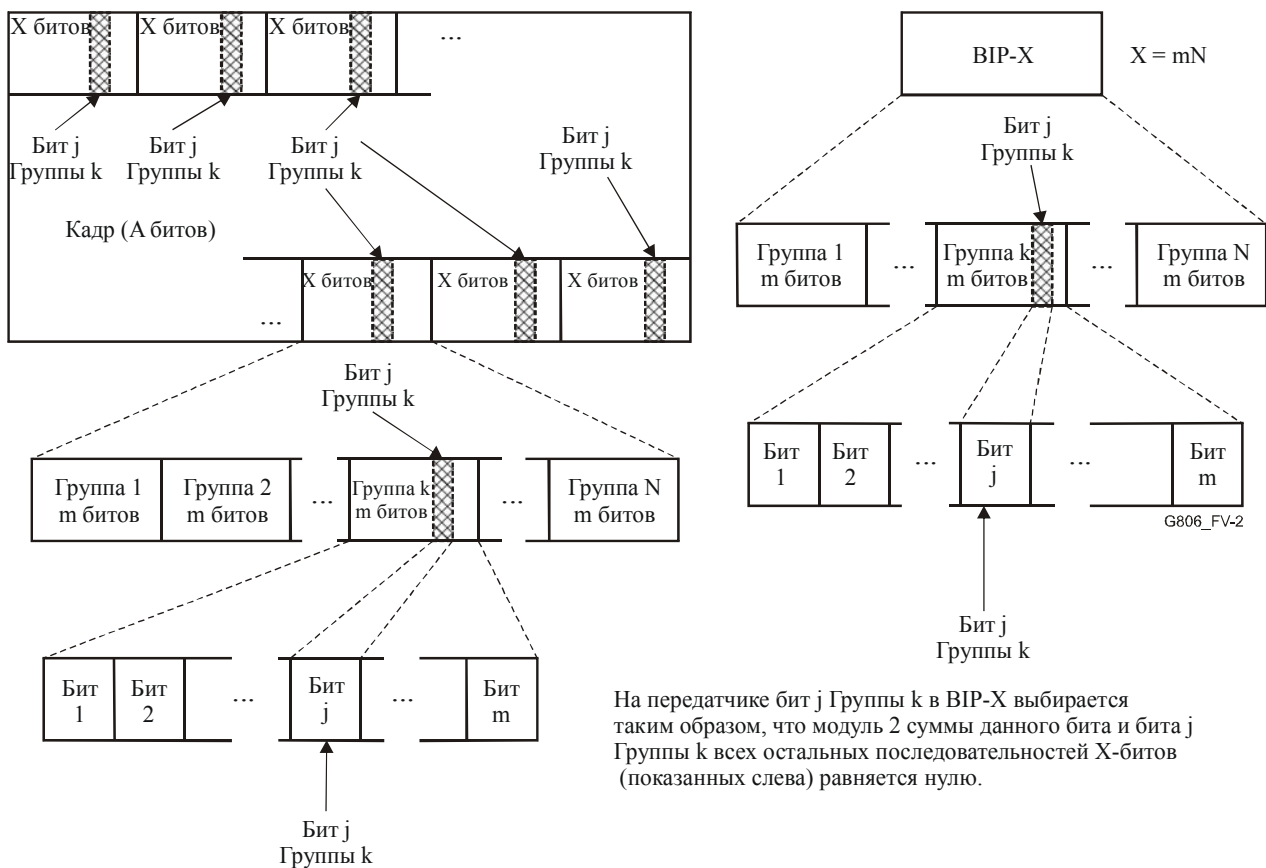 X битов X битов X битов ...
Бит j
Группы k
Бит j
Группы k
Бит j
Группы k
Бит j
Группы k
Кадр (A битов)
... X битов X битов X битов
Бит j
Группы k
Группа 1
m битов
Группа 2
m битов
...
Группа k
m битов
...
Группа N
m битов
Бит
1
Бит
2
...
Бит
j
...
Бит
m
Бит j
Группы k
BIP-X
X = mN
Бит j
Группы k
Группа 1
m битов
...
Группа k
m битов
...
Группа N
m битов
Бит
1
Бит
2
...
Бит
j
...
Бит
m
G806_FV-2
Бит j
Группы k
На передатчике бит j Группы k в BIP-X выбирается
таким образом, что модуль 2 суммы данного бита и бита j
Группы k всех остальных последовательностей X-битов
(показанных слева) равняется нулю.